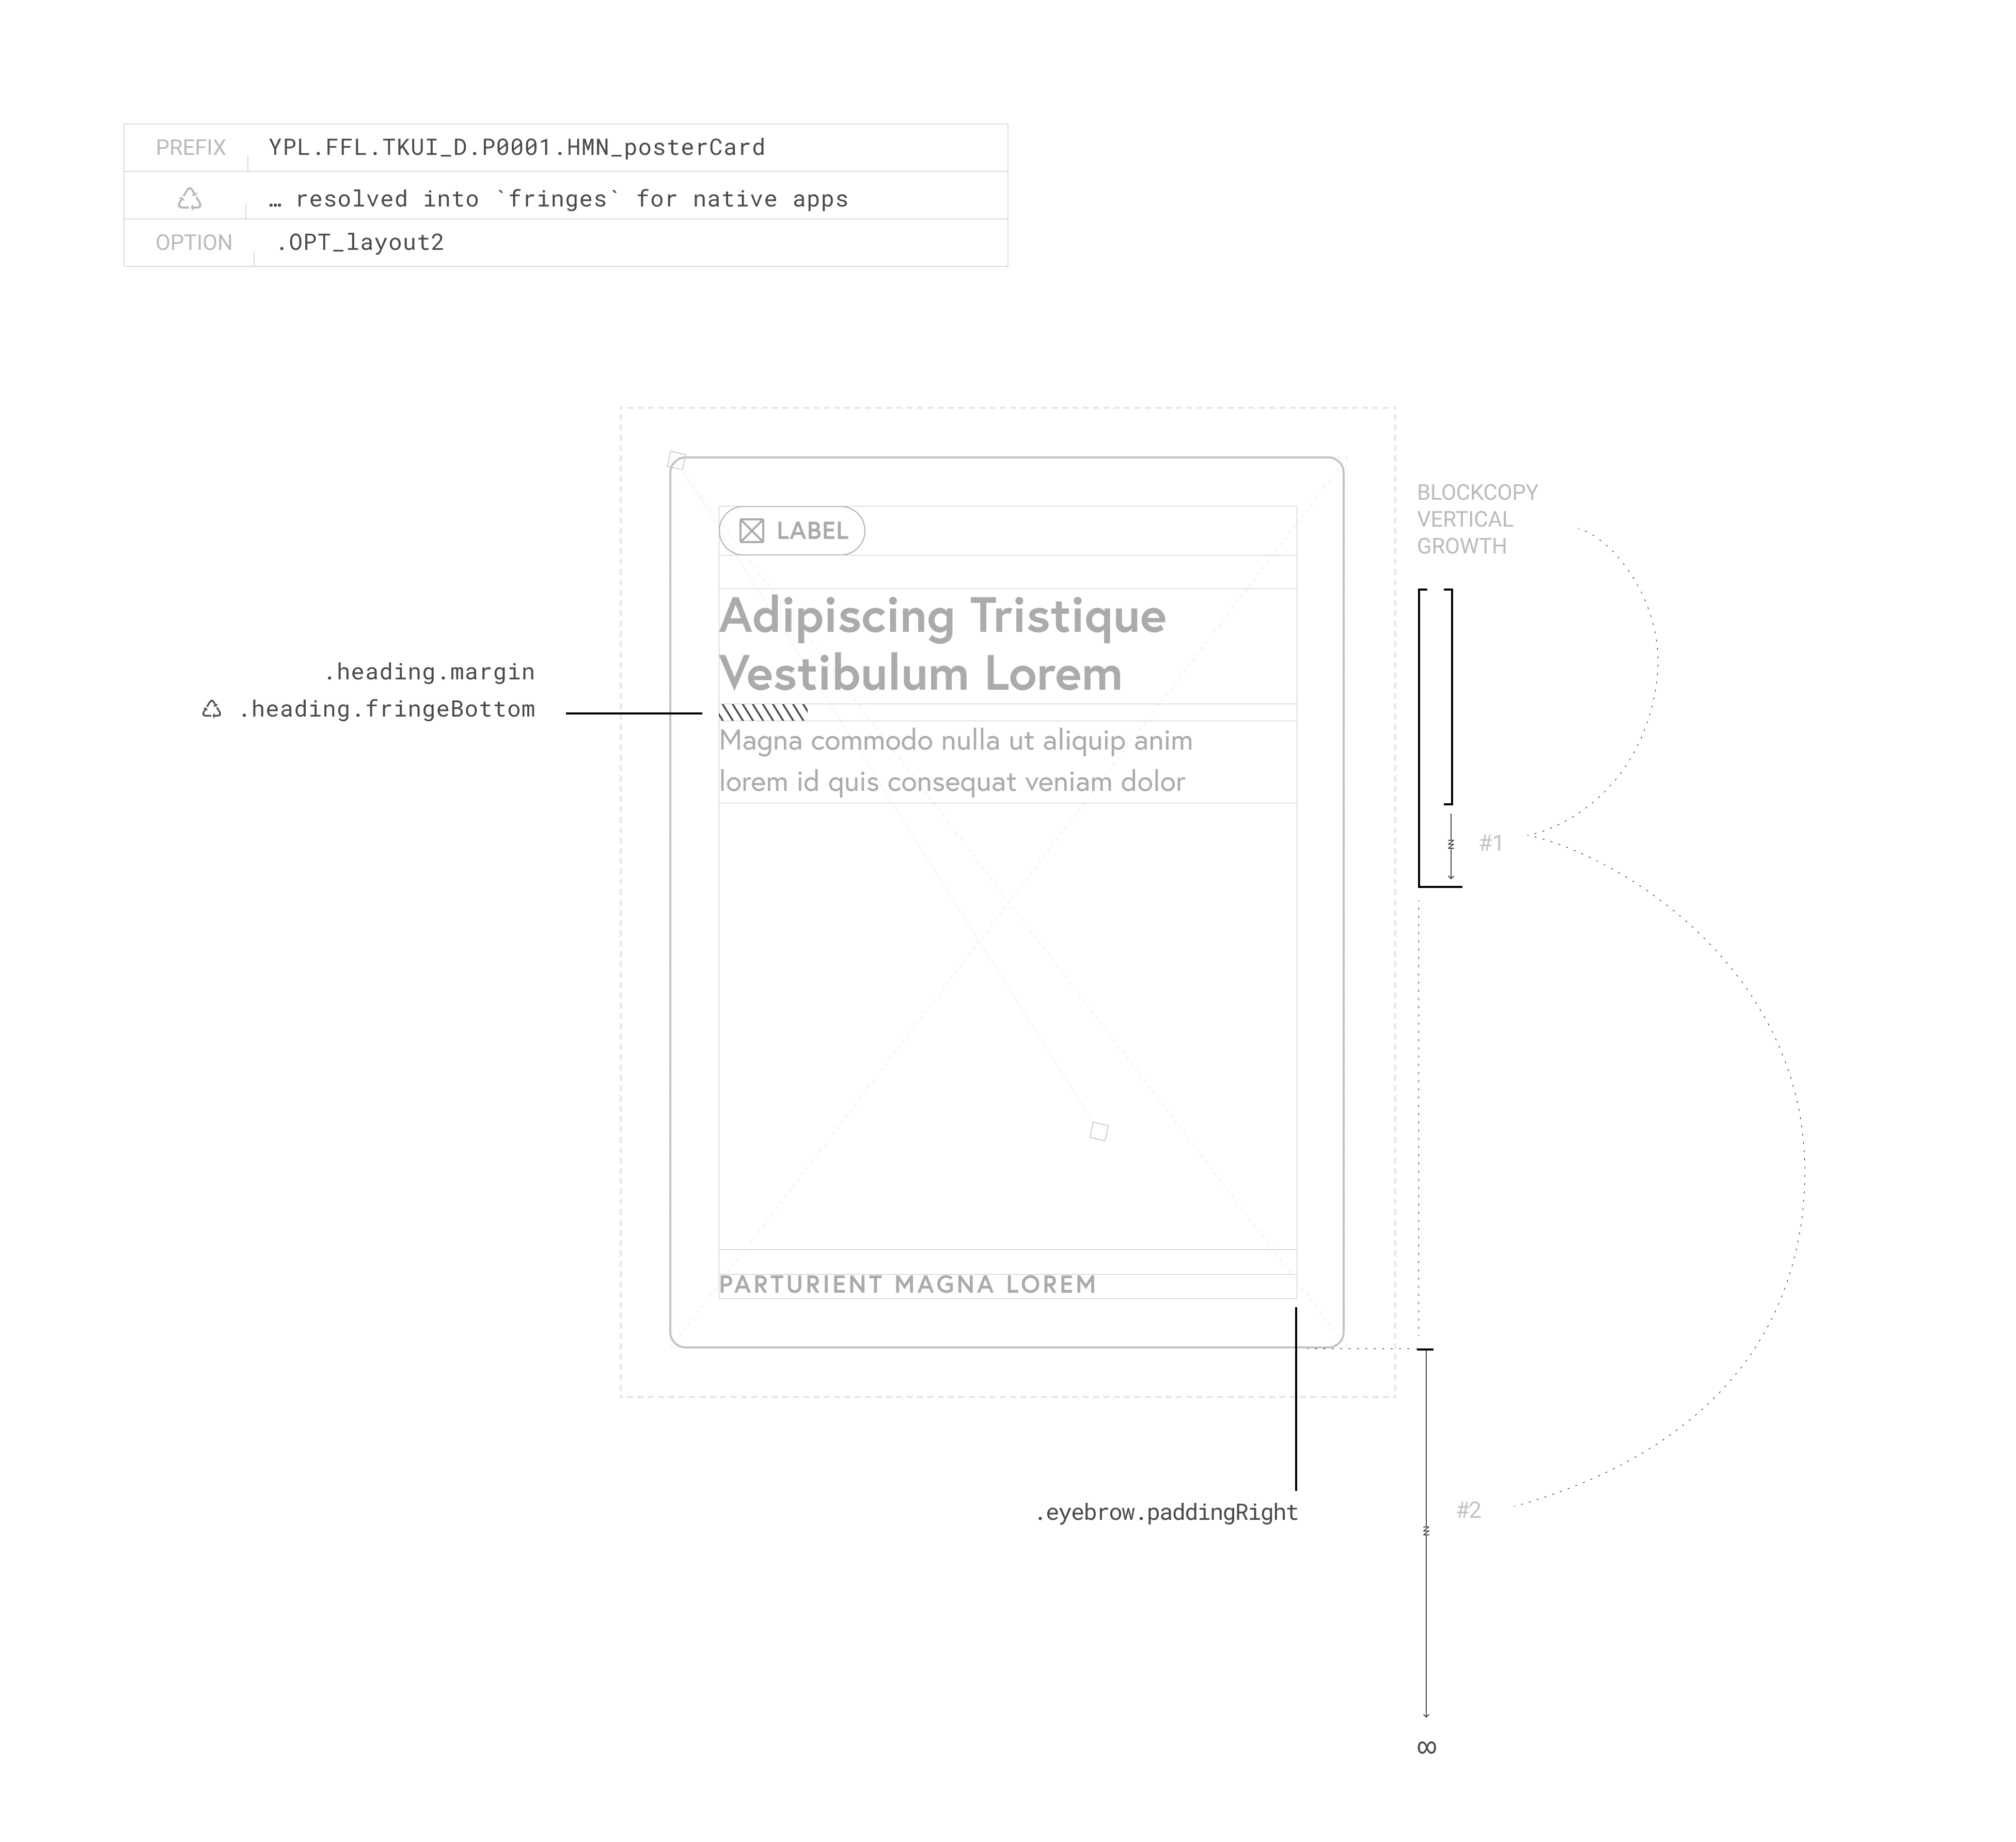 PREFIX YPL.FFL.TKUI_D.P0001.HMN_posterCard
… resolved into `fringes` for native apps
OPTION .OPT_layout2
BLOCKCOPY
VERTICAL
GROWTH
LABEL
Adipiscing Tristique
Vestibulum Lorem
.heading.margin
.heading.fringeBottom
Magna commodo nulla ut aliquip anim
lorem id quis consequat veniam dolor
#1
PARTURIENT MAGNA LOREM
.eyebrow.paddingRight
#2
∞